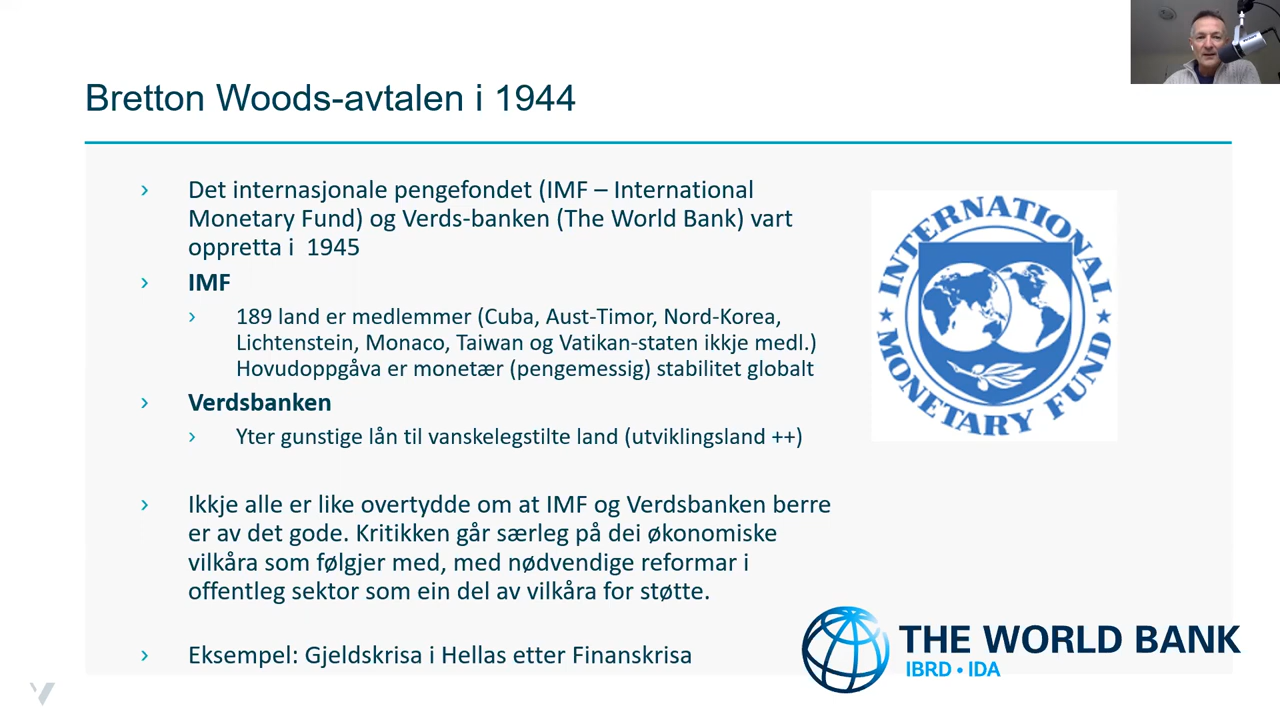 Bretton Woods-avtalen i 1944
› Det internasjonale pengefondet (IMF – International
Monetary Fund) og Verds-banken (The World Bank) vart
oppretta i  1945
› IMF
› 189 land er medlemmer (Cuba, Aust-Timor, Nord-Korea,
Lichtenstein, Monaco, Taiwan og Vatikan-staten ikkje medl.)
Hovudoppgåva er monetær (pengemessig) stabilitet globalt
› Verdsbanken
› Yter gunstige lån til vanskelegstilte land (utviklingsland ++)
› Ikkje alle er like overtydde om at IMF og Verdsbanken berre
er av det gode. Kritikken går særleg på dei økonomiske
vilkåra som følgjer med, med nødvendige reformar i
offentleg sektor som ein del av vilkåra for støtte.
› Eksempel: Gjeldskrisa i Hellas etter Finanskrisa
INTERNATIONAL
MONETARY FUND
THE WORLD BANK
IBRD • IDA